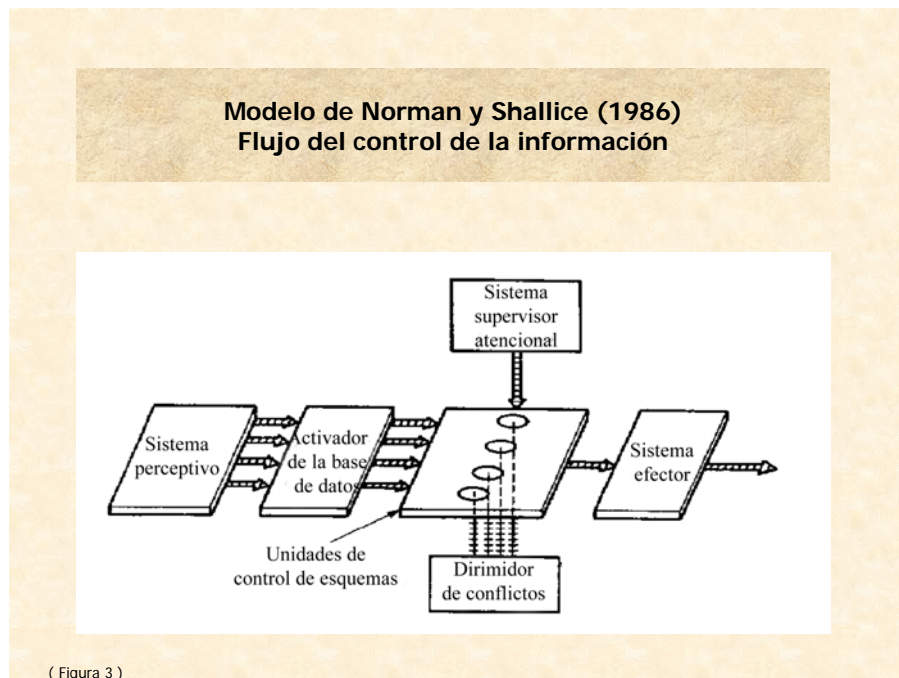 Modelo de Norman y Shallice (1986)
Flujo del control de la información
Sistema
supervisor
atencional
Sistema
perceptivo
Activador
de la base
de datos
Sistema
efector
Unidades de
control de esquemas
Dirimidor
de conflictos
( Figura 3 )